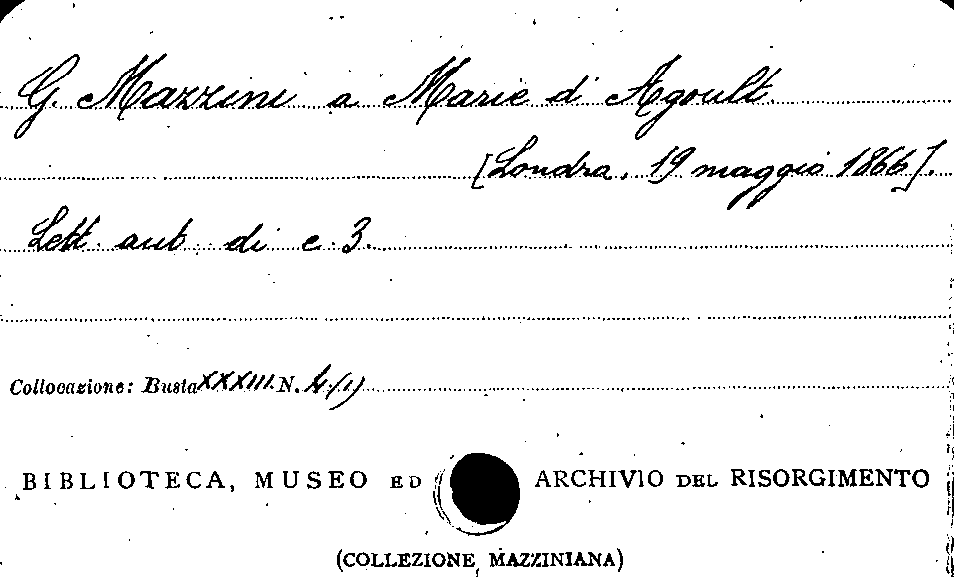 G. Mazzini a Marie d'Agoult.
[Londra, 19 maggio 1866].
Lett. aut. di c. 3.
Collocazione: Busta XXXIII N. 4(1)
BIBLIOTECA, MUSEO ED ARCHIVIO DEL RISORGIMENTO
(COLLEZIONE MAZZINIANA)